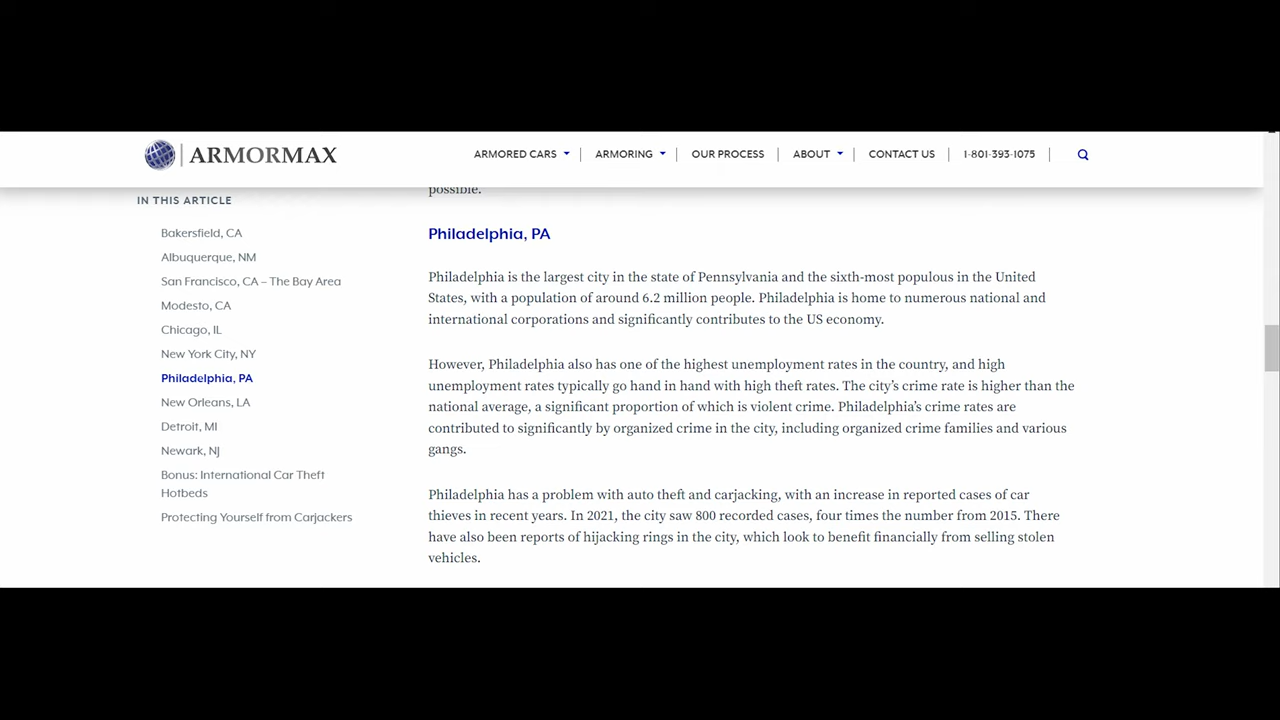 ARMORMAX
ARMORED CARS
ARMORING
OUR PROCESS
ABOUT
CONTACT US
1-801-393-1075
IN THIS ARTICLE
Bakersfield, CA
Albuquerque, NM
San Francisco, CA – The Bay Area
Modesto, CA
Chicago, IL
New York City, NY
Philadelphia, PA
New Orleans, LA
Detroit, MI
Newark, NJ
Bonus: International Car Theft
Hotbeds
Protecting Yourself from Carjackers
possible.
Philadelphia, PA
Philadelphia is the largest city in the state of Pennsylvania and the sixth-most populous in the United
States, with a population of around 6.2 million people. Philadelphia is home to numerous national and
international corporations and significantly contributes to the US economy.
However, Philadelphia also has one of the highest unemployment rates in the country, and high
unemployment rates typically go hand in hand with high theft rates. The city’s crime rate is higher than the
national average, a significant proportion of which is violent crime. Philadelphia’s crime rates are
contributed to significantly by organized crime in the city, including organized crime families and various
gangs.
Philadelphia has a problem with auto theft and carjacking, with an increase in reported cases of car
thieves in recent years. In 2021, the city saw 800 recorded cases, four times the number from 2015. There
have also been reports of hijacking rings in the city, which look to benefit financially from selling stolen
vehicles.